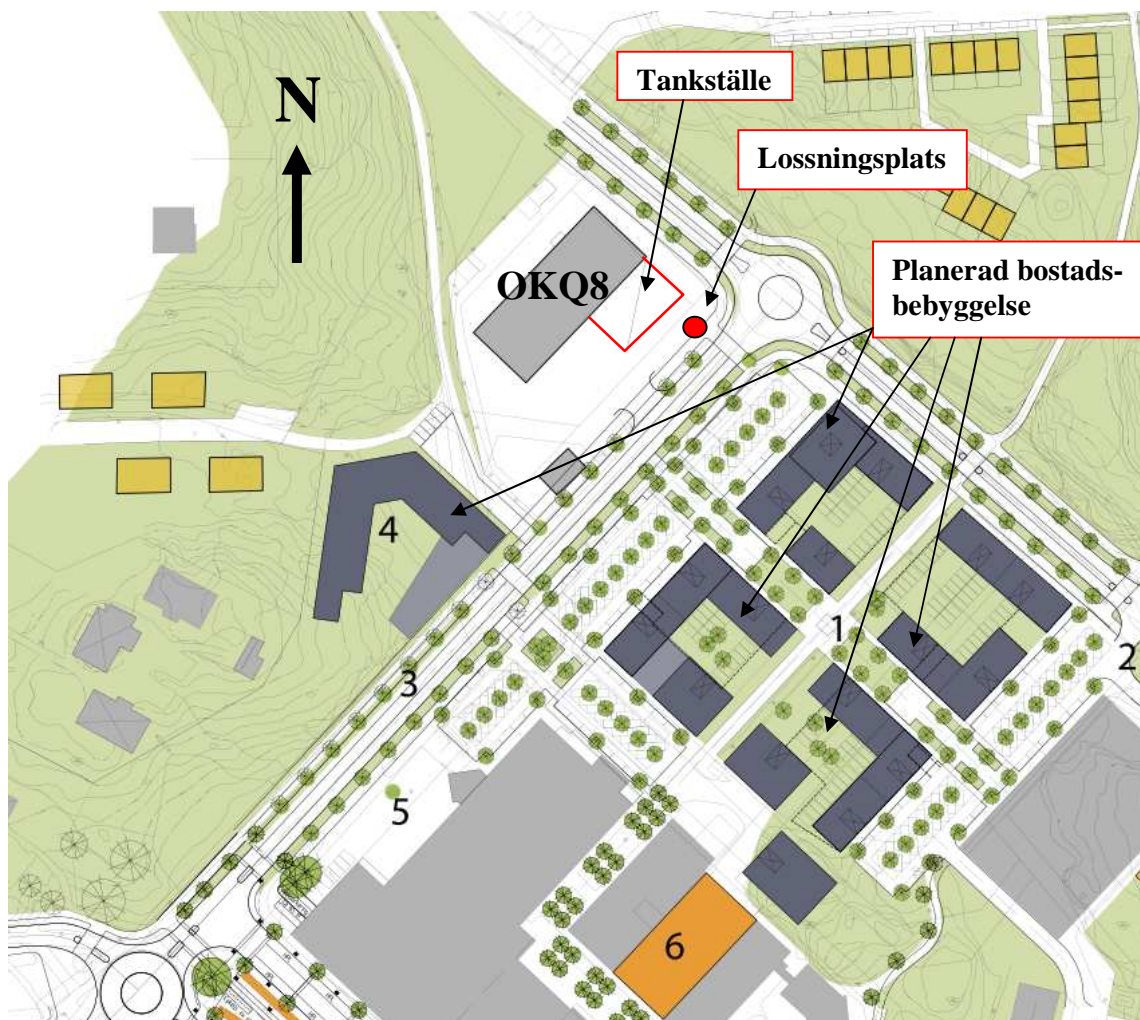 N
Tankställe
Lossningsplats
Planerad bostads-
bebyggelse
OKQ8
4
1
2
3
5
6